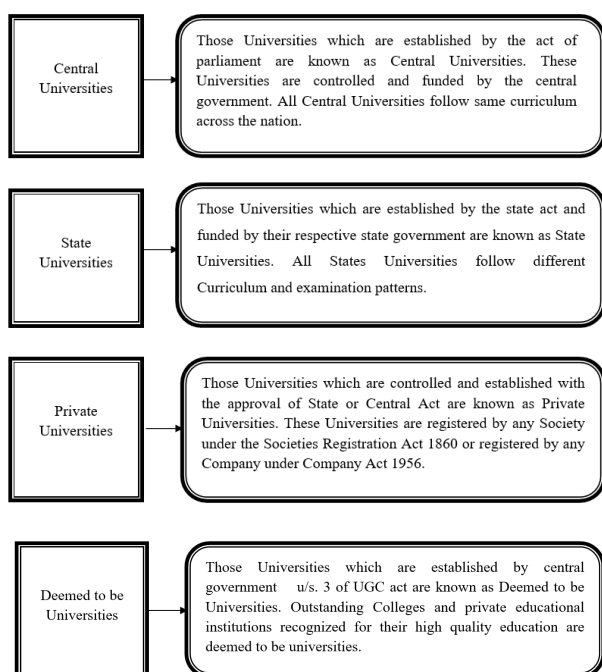 Central
Universities
Those Universities which are established by the act of
parliament are known as Central Universities. These
Universities are controlled and funded by the central
government. All Central Universities follow same curriculum
across the nation.
State
Universities
Those Universities which are established by the state act and
funded by their respective state government are known as State
Universities. All States Universities follow different
Curriculum and examination patterns.
Private
Universities
Those Universities which are controlled and established with
the approval of State or Central Act are known as Private
Universities. These Universities are registered by any Society
under the Societies Registration Act 1860 or registered by any
Company under Company Act 1956.
Deemed to be
Universities
Those Universities which are established by central
government u/s. 3 of UGC act are known as Deemed to be
Universities. Outstanding Colleges and private educational
institutions recognized for their high quality education are
deemed to be universities.